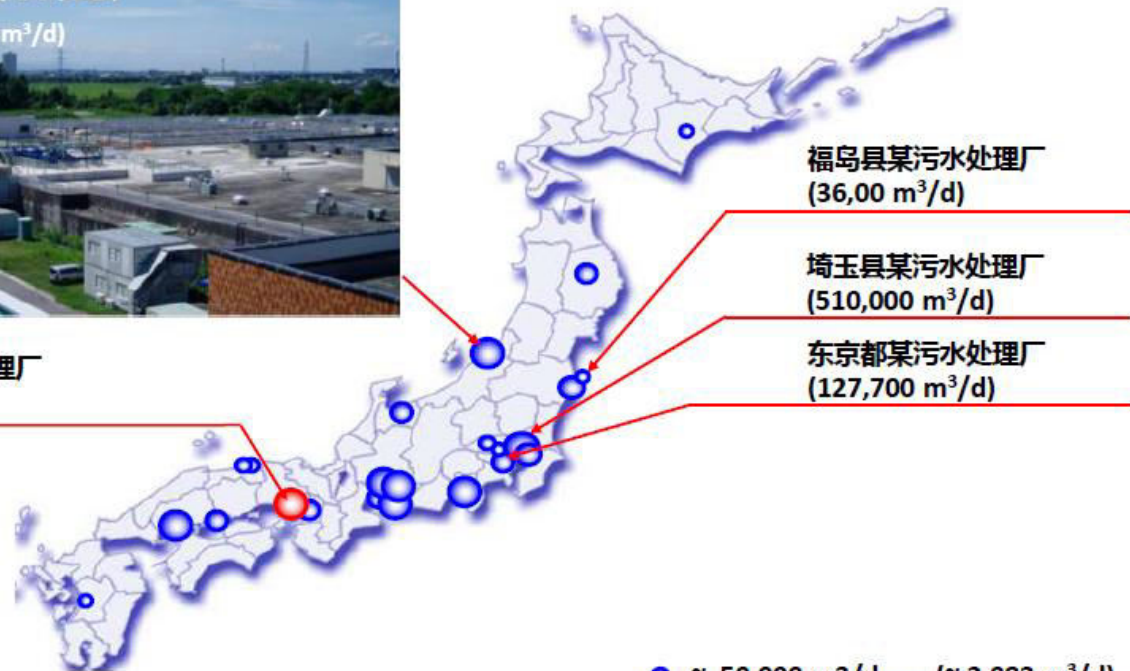 m³/d)
福岛县某污水处理厂
(36,00 m³/d)
埼玉县某污水处理厂
(510,000 m³/d)
东京都某污水处理厂
(127,700 m³/d)
理厂